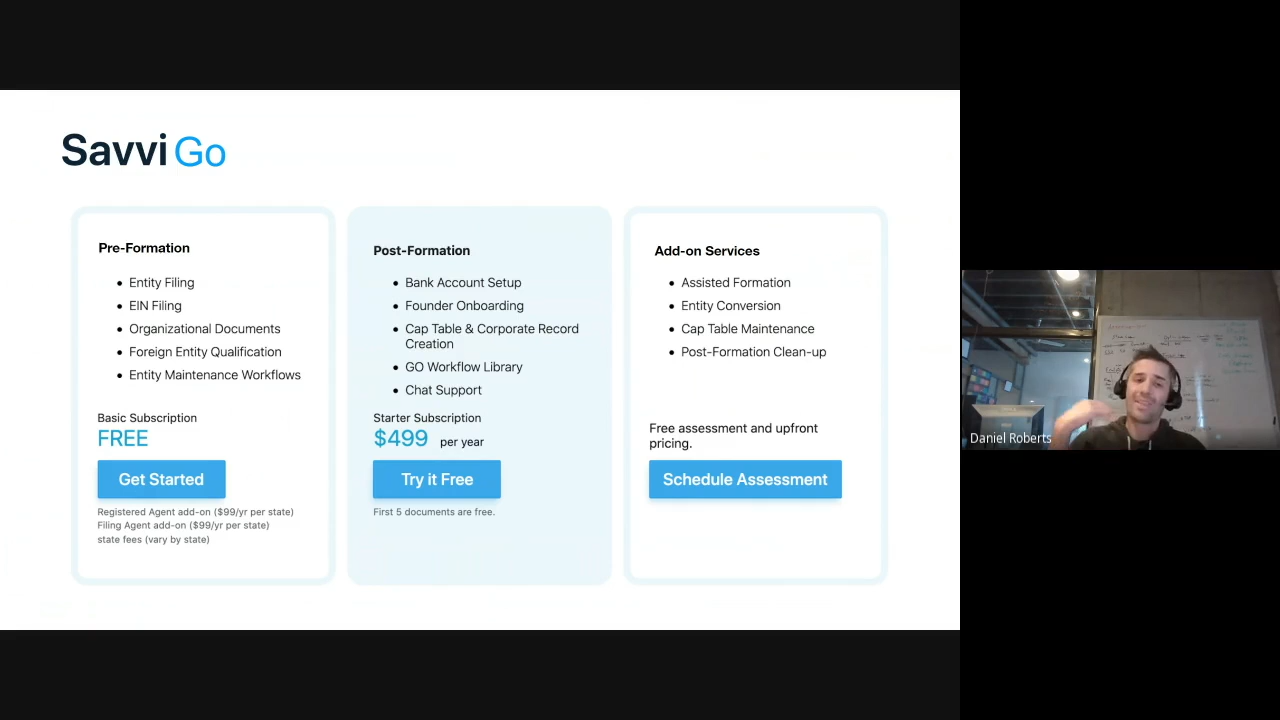 Savvi Go
Pre-Formation
Entity Filing
EIN Filing
Organizational Documents
Foreign Entity Qualification
Entity Maintenance Workflows
Basic Subscription
FREE
Get Started
Registered Agent add-on ($99/yr per state)
Filing Agent add-on ($99/yr per state)
state fees (vary by state)
Post-Formation
Bank Account Setup
Founder Onboarding
Cap Table & Corporate Record
Creation
GO Workflow Library
Chat Support
Starter Subscription
$499 per year
Try it Free
First 5 documents are free.
Add-on Services
Assisted Formation
Entity Conversion
Cap Table Maintenance
Post-Formation Clean-up
Free assessment and upfront
pricing.
Schedule Assessment
Daniel Roberts